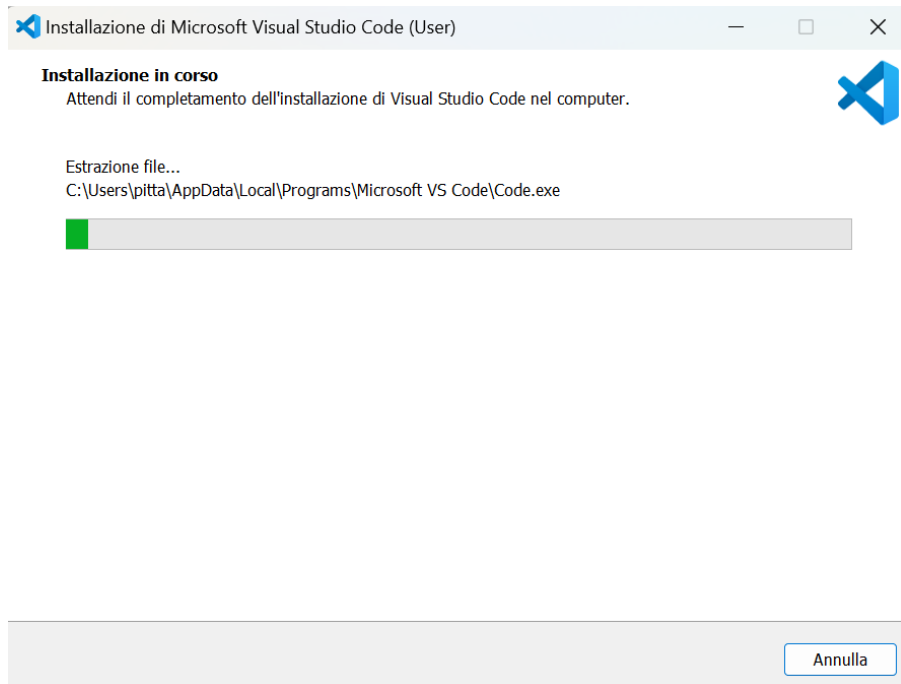 Installazione di Microsoft Visual Studio Code (User)
Installazione in corso
Attendi il completamento dell'installazione di Visual Studio Code nel computer.
Estrazione file...
C:\Users\pitta\AppData\Local\Programs\Microsoft VS Code\Code.exe
Annulla